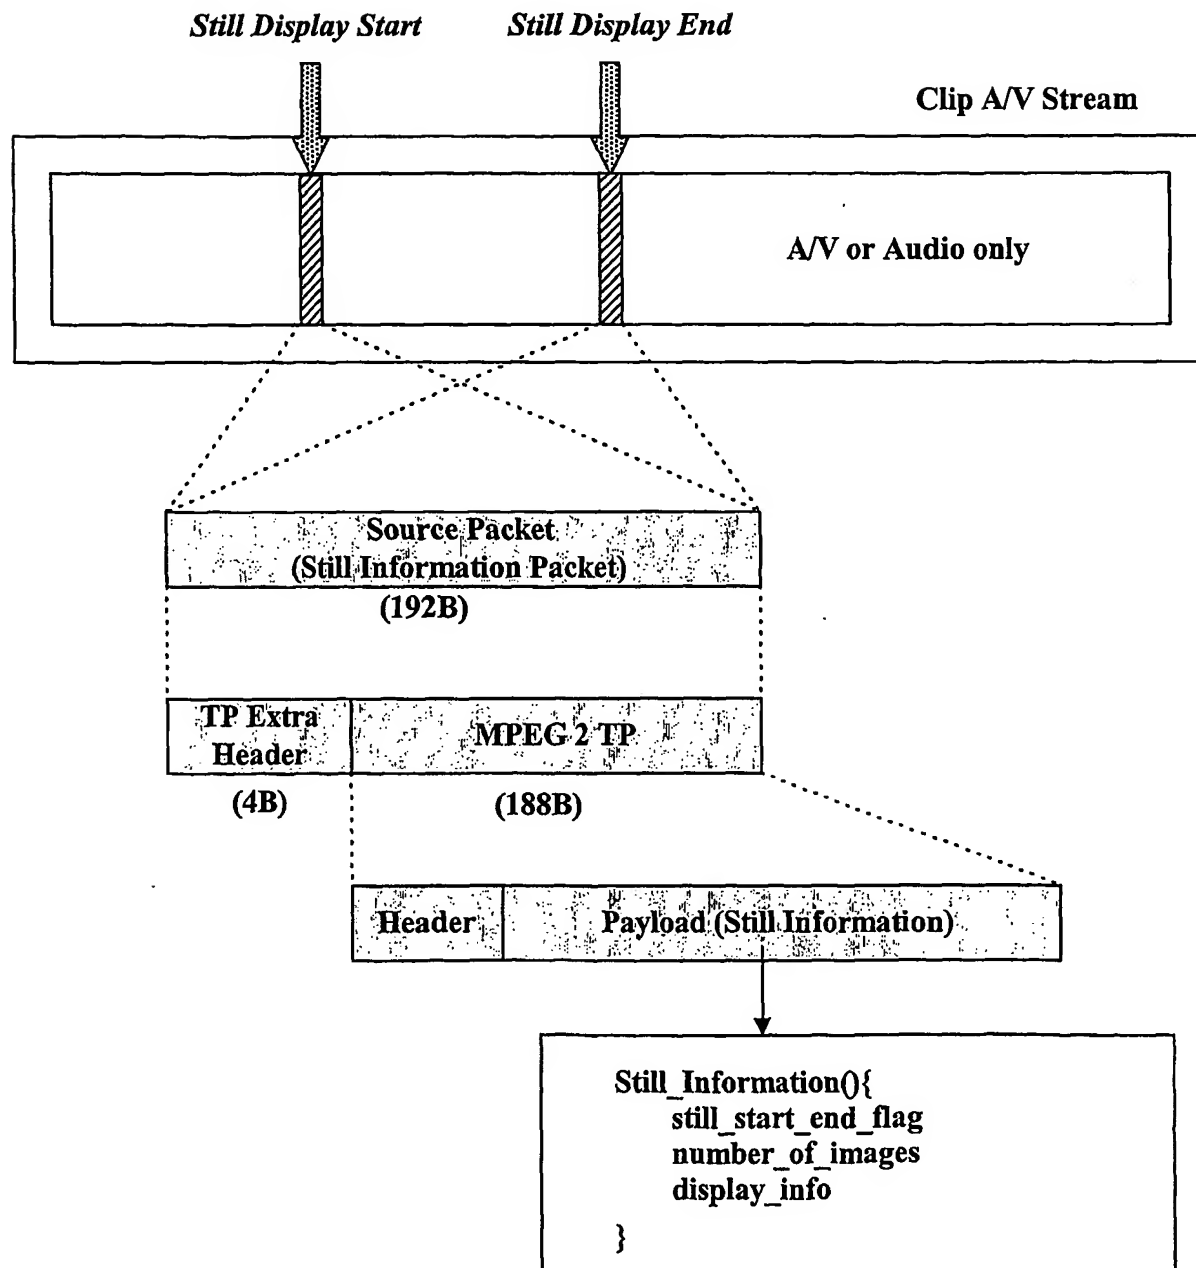 Still Display Start
Still Display End
Clip A/V Stream
A/V or Audio only
Source Packet
(Still Information Packet)
(192B)
TP Extra
Header
MPEG 2 TP
(4B)
(188B)
Header
Payload (Still Information)
Still_Information(){
still_start_end_flag
number_of_images
display_info
}